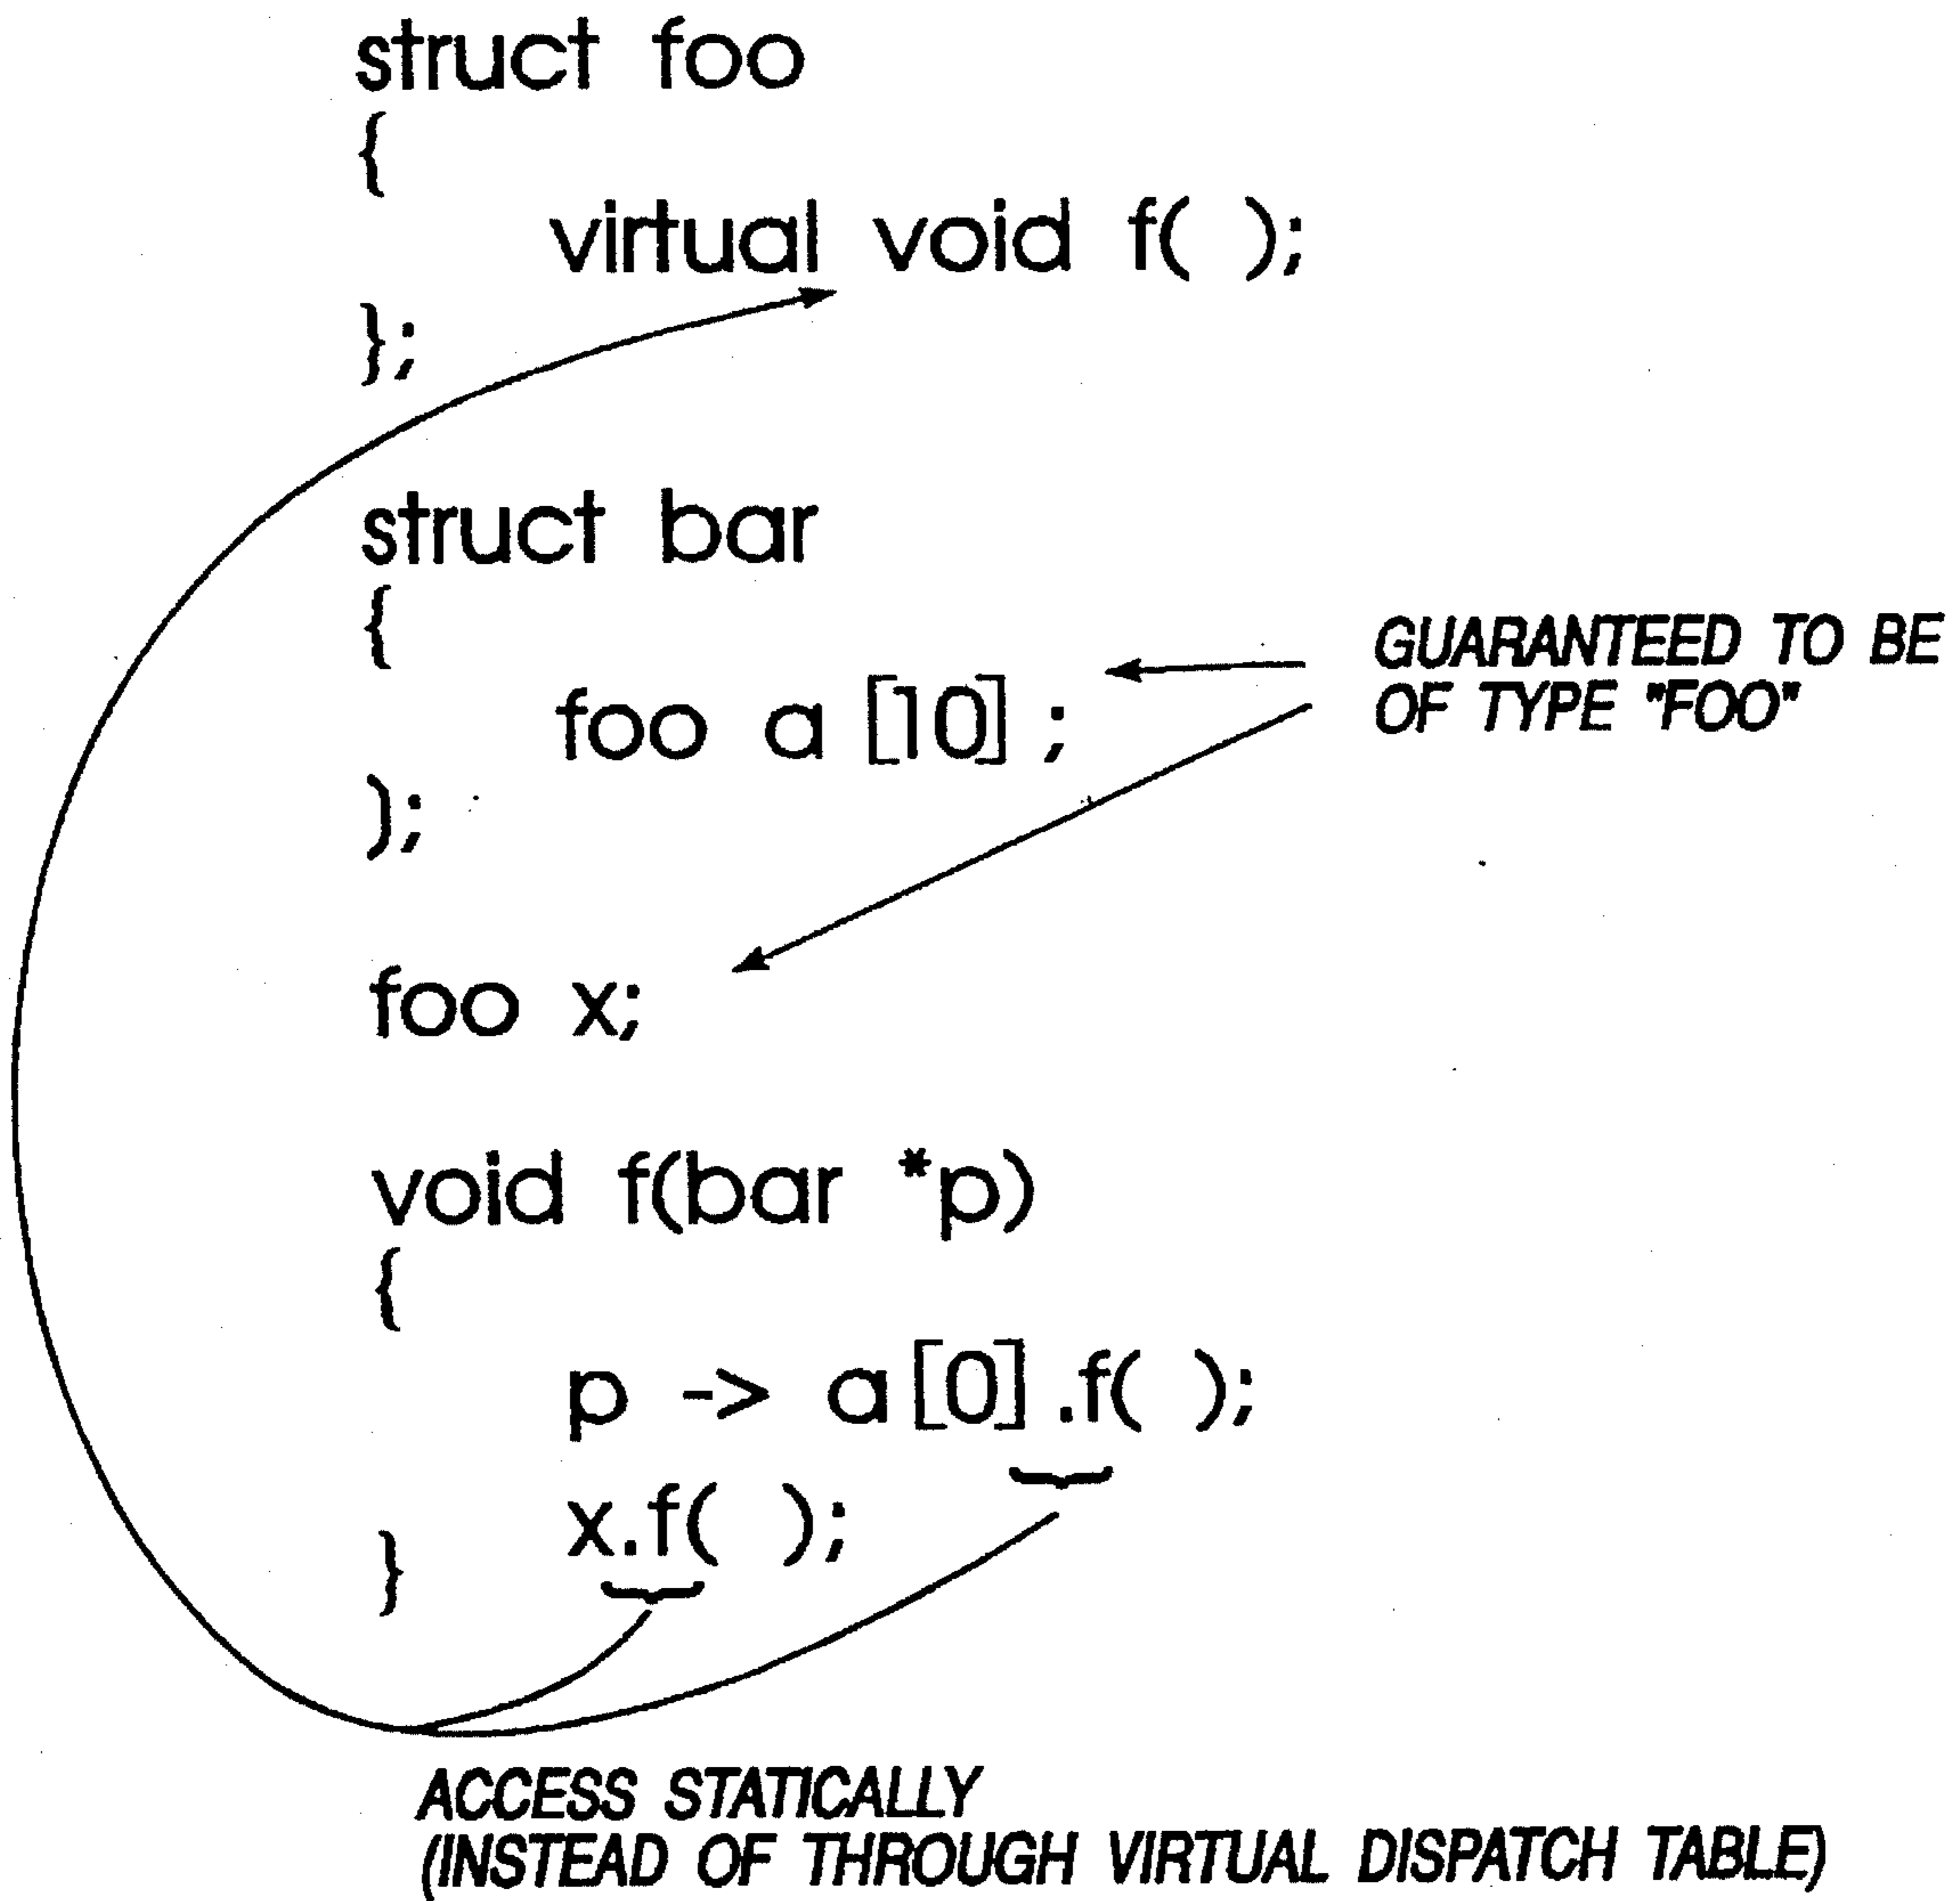 struct foo
{
virtual void f( );
};
struct bar
{
foo a [10] ;
);
GUARANTEED TO BE
OF TYPE "FOO"
foo x;
void f(bar *p)
{
p -> a[0] .f( );
x.f( );
}
ACCESS STATICALLY
(INSTEAD OF THROUGH VIRTUAL DISPATCH TABLE)